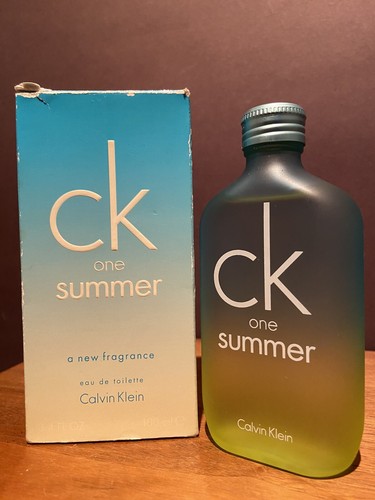 ck
one
summer
a new fragrance
eau de toilette
Calvin Klein
ck
one
summer
Calvin Klein